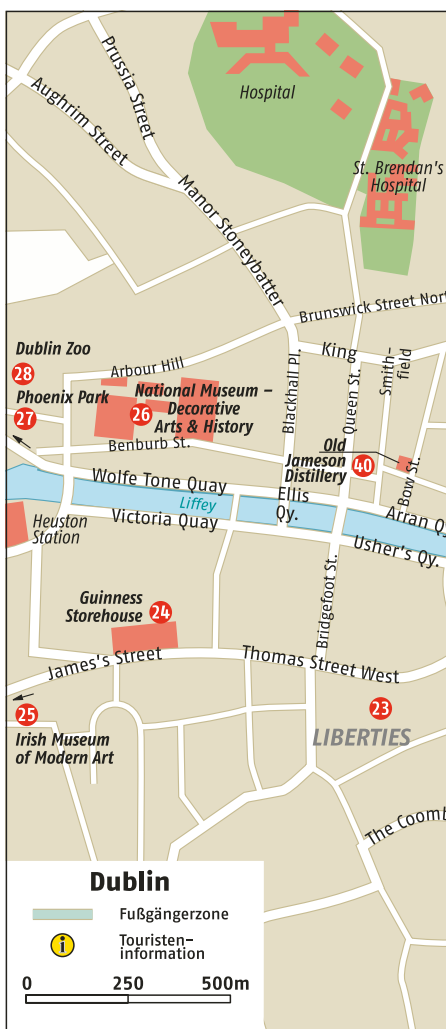 Prussia Street
Aughrim Street
Hospital
St. Brendan's
Hospital
Manor Stoneybatter
Brunswick Street Nort
King
Smith-
field
Dublin Zoo
28
Phoenix Park
27
Arbour Hill
National Museum –
26
Decorative
Arts & History
Benburb St.
Blackhall Pl.
Queen St.
Old
Jameson
Distillery
40
Bow St.
Wolfe Tone Quay
Ellis
Qy.
Liffey
Arran Q
Victoria Quay
Usher's Qy.
Heuston
Station
Bridgefoot St.
Guinness
Storehouse
24
James's Street
Thomas Street West
23
LIBERTIES
25
Irish Museum
of Modern Art
The Coomb
Dublin
Fußgängerzone
i
Touristen-
information
0 250 500m